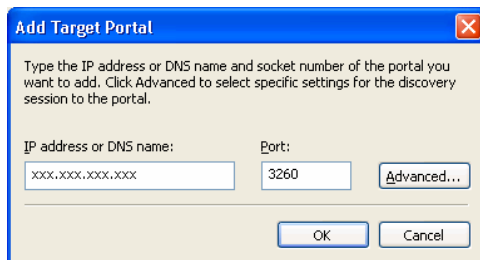 Add Target Portal
Type the IP address or DNS name and socket number of the portal you
want to add. Click Advanced to select specific settings for the discovery
session to the portal.
IP address or DNS name: Port:
xxx.xxx.xxx.xxx 3260 Advanced...
OK Cancel